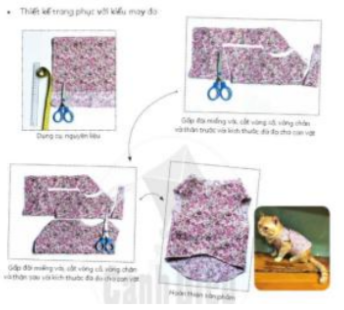 • Thiết kế trang phục với kiểu may đo
Dụng cụ, nguyên liệu
Gấp đôi miếng vải, cắt vòng cổ, vòng chân
và thân trước với kích thước đã đo cho con vật
Gấp đôi miếng vải, cắt vòng cổ, vòng chân
và thân sau với kích thước đã đo cho con vật
Hoàn thiện sản phẩm